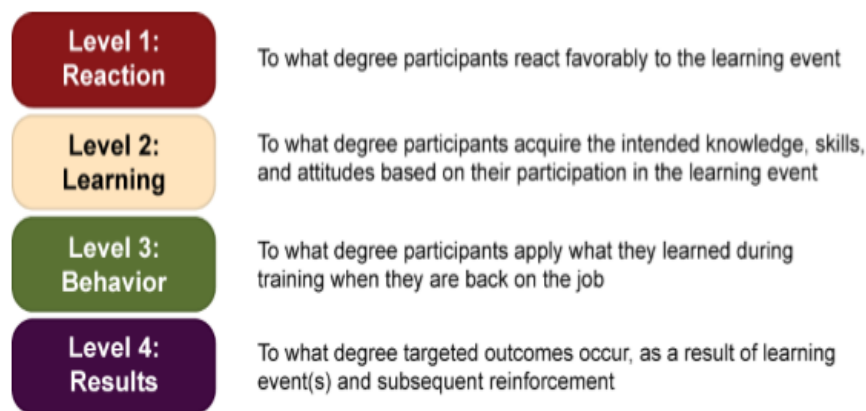 Level 1:
Reaction
To what degree participants react favorably to the learning event
Level 2:
Learning
To what degree participants acquire the intended knowledge, skills,
and attitudes based on their participation in the learning event
Level 3:
Behavior
To what degree participants apply what they learned during
training when they are back on the job
Level 4:
Results
To what degree targeted outcomes occur, as a result of learning
event(s) and subsequent reinforcement